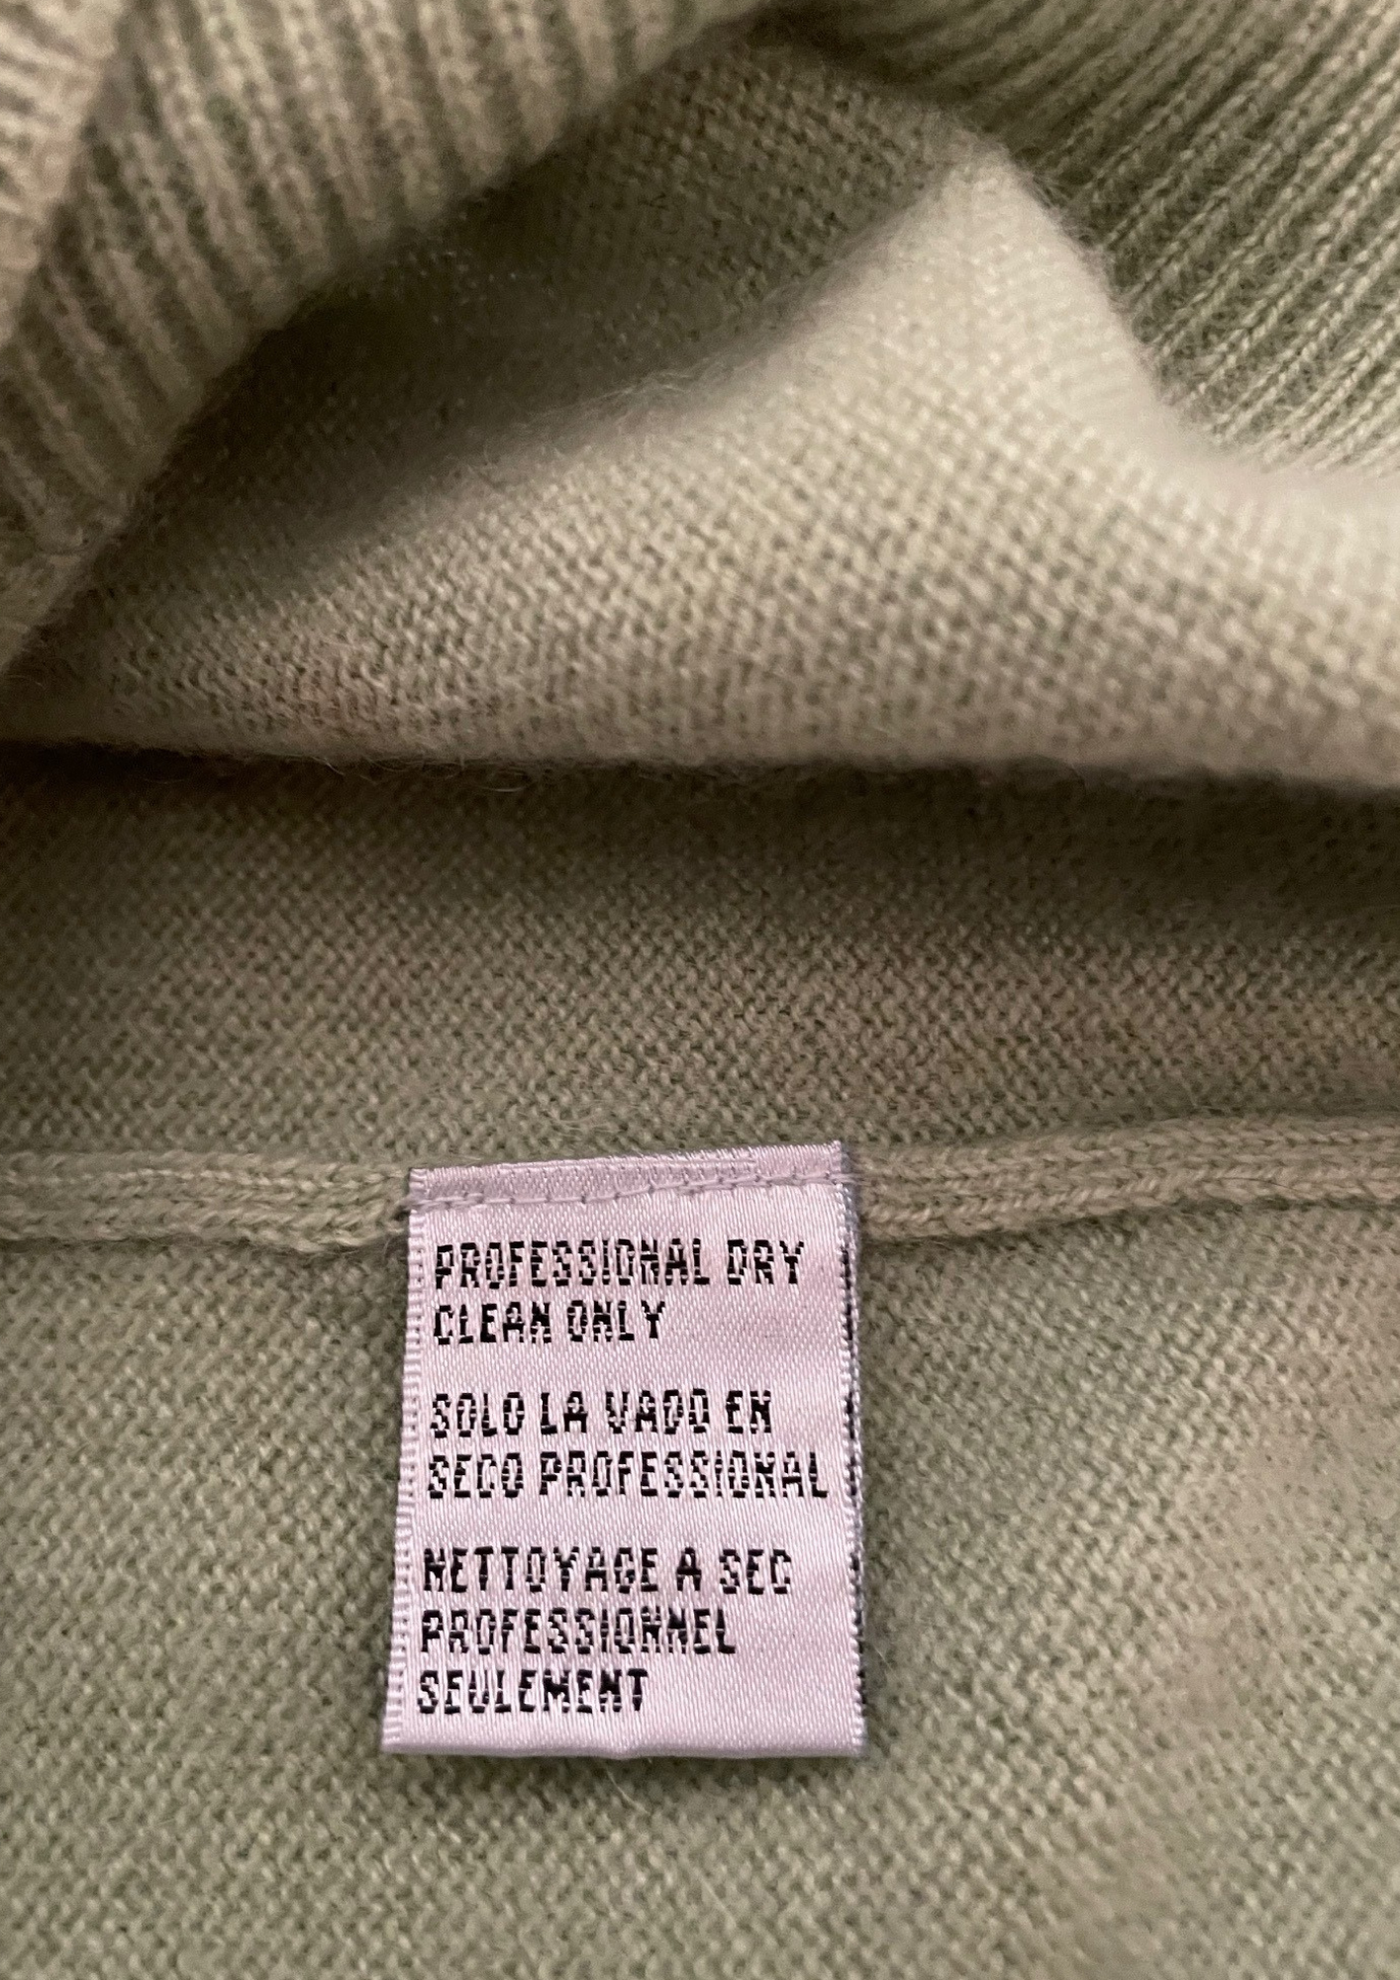 PROFESSIONAL DRY
CLEAN ONLY
SOLO LA VADO EN
SECO PROFESSIONAL
NETTOYAGE A SEC
PROFESSIONNEL
SEULEMENT